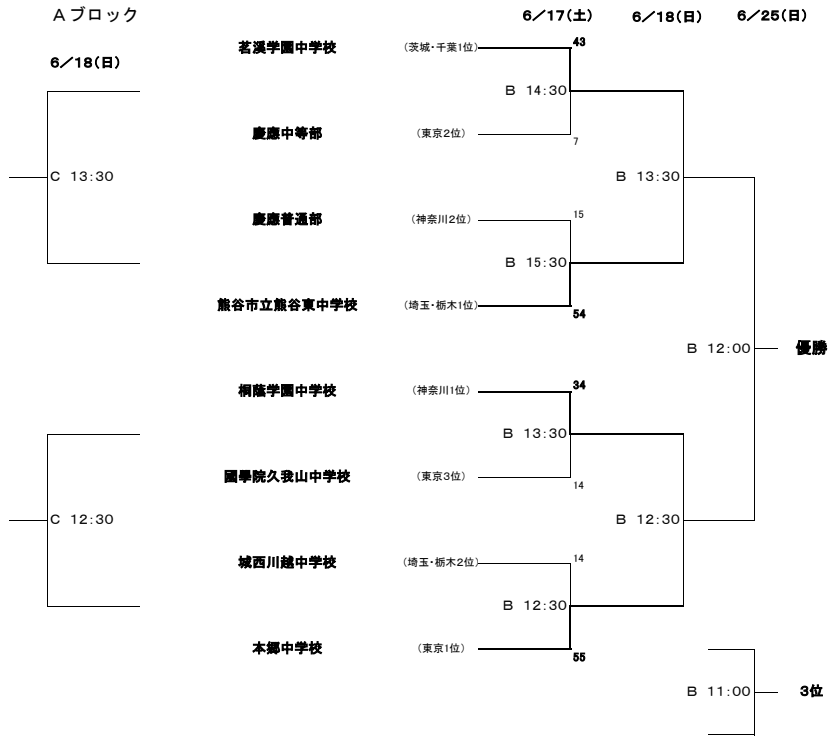 Aブロック
6/17(土) 6/18(日) 6/25(日)
茗溪学園中学校 (茨城・千葉1位) 43
6/18(日)
B 14:30
慶應中等部 (東京2位) 7
C 13:30 B 13:30
慶應普通部 (神奈川2位) 15
B 15:30
熊谷市立熊谷東中学校 (埼玉・栃木1位) 54
B 12:00 優勝
桐蔭学園中学校 (神奈川1位) 34
B 13:30
國學院久我山中学校 (東京3位) 14
C 12:30 B 12:30
城西川越中学校 (埼玉・栃木2位) 14
B 12:30
本郷中学校 (東京1位) 55
B 11:00 3位